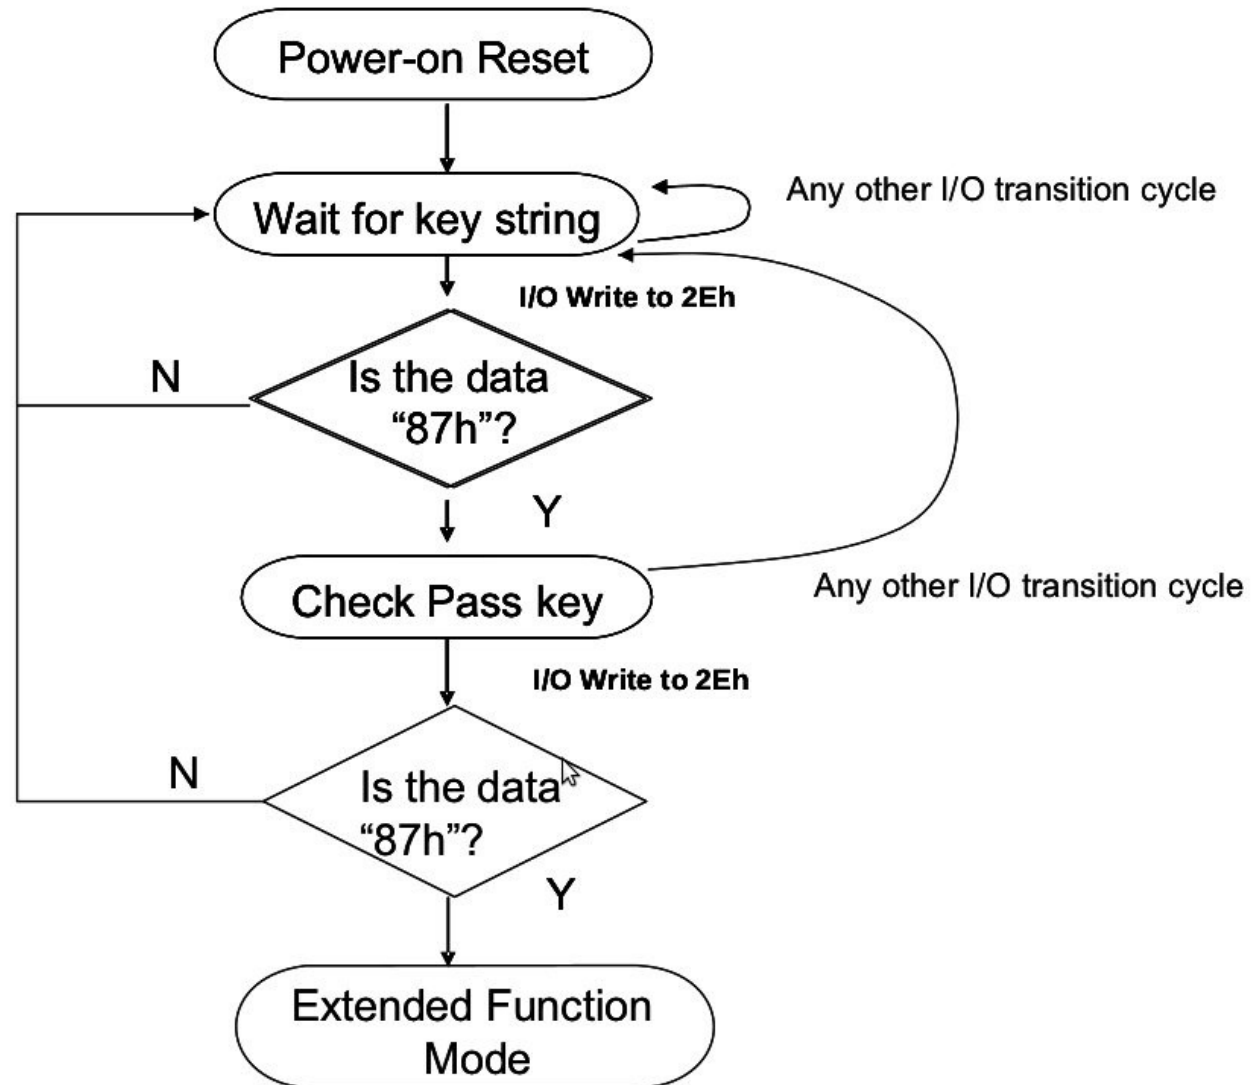 Power-on Reset
Any other I/O transition cycle
Wait for key string
I/O Write to 2Eh
N
Is the data
“87h”?
Y
Check Pass key
Any other I/O transition cycle
I/O Write to 2Eh
N
Is the data
“87h”?
Y
Extended Function
Mode